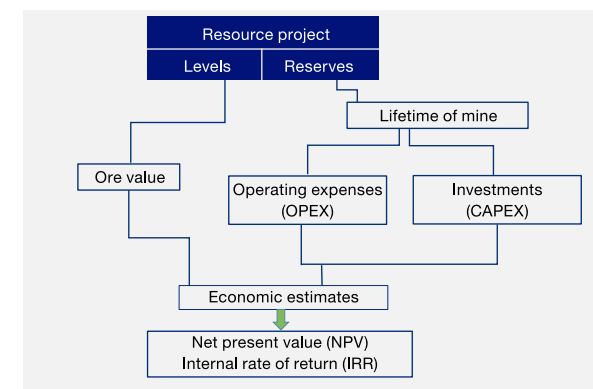 Resource project
Levels
Reserves
Lifetime of mine
Ore value
Operating expenses
(OPEX)
Investments
(CAPEX)
Economic estimates
Net present value (NPV)
Internal rate of return (IRR)